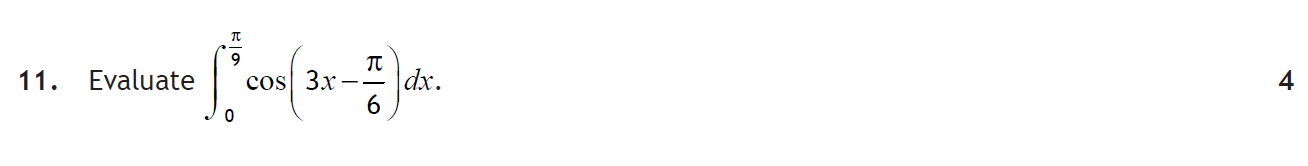 11. Evaluate ∫₀^(π/9) cos(3x − π/6) dx. 4